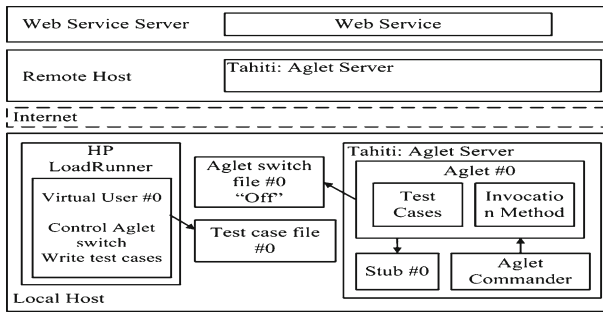 Web Service Server
Web Service
Remote Host
Tahiti: Aglet Server
Internet
HP
LoadRunner
Virtual User #0
Control Aglet
switch
Write test cases
Aglet switch
file #0
“Off”
Test case file
#0
Tahiti: Aglet Server
Aglet #0
Test
Cases
Invocatio
n Method
Stub #0
Aglet
Commander
Local Host